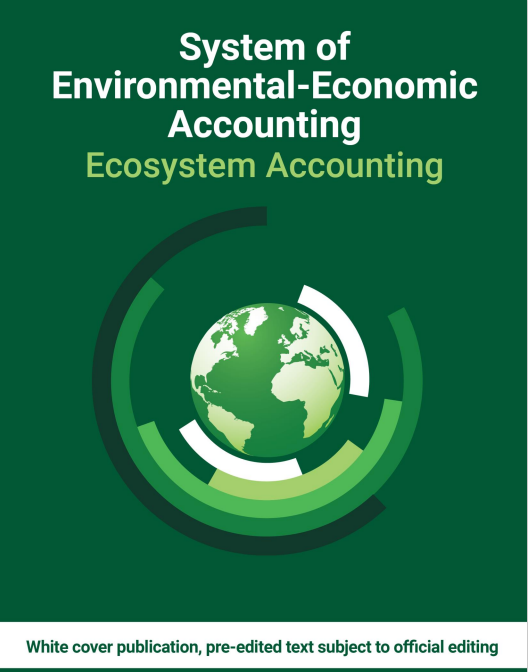 System of
Environmental-Economic
Accounting
Ecosystem Accounting
White cover publication, pre-edited text subject to official editing